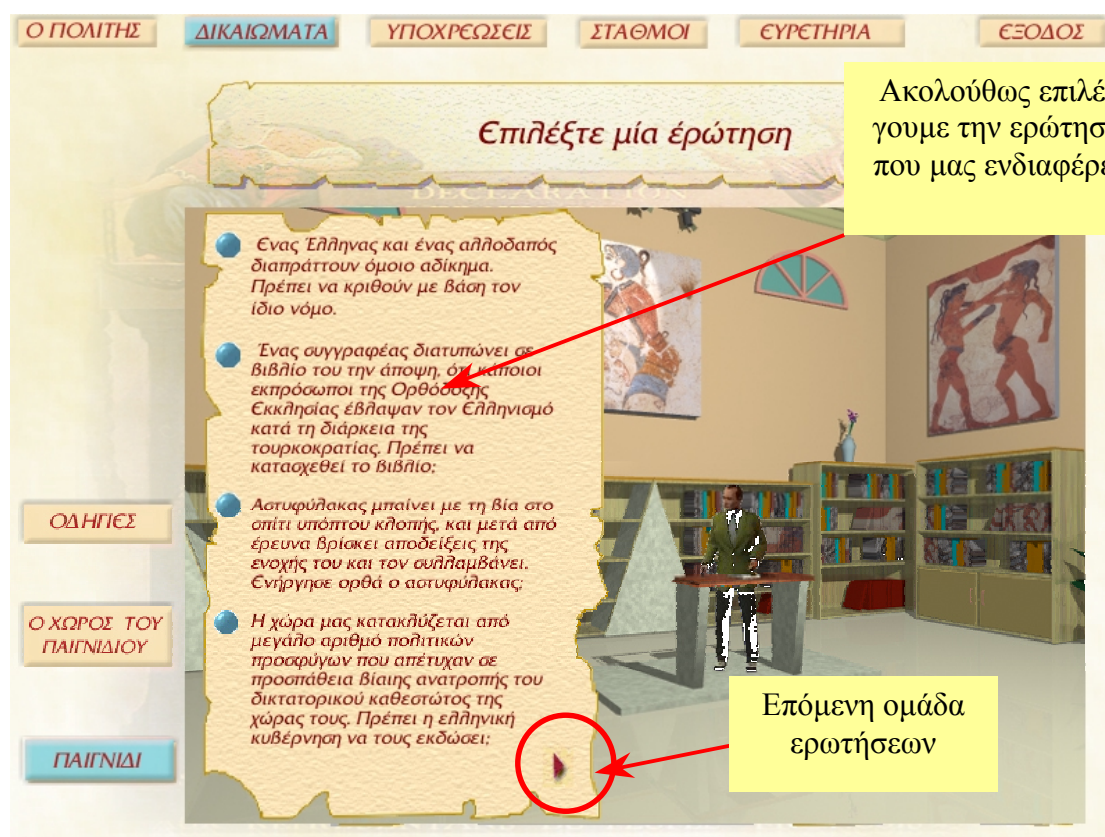 Ο ΠΟΛΙΤΗΣ ΔΙΚΑΙΩΜΑΤΑ ΥΠΟΧΡΕΩΣΕΙΣ ΣΤΑΘΜΟΙ ΕΥΡΕΤΗΡΙΑ ΕΞΟΔΟΣ
Ακολούθως επιλέ
γουμε την ερώτησ
που μας ενδιαφέρε
Επιλέξτε μία έρώτηση
DECLARATION
Ενας Έλληνας και ένας αλλοδαπός
διαπράττουν όμοιο αδίκημα.
Πρέπει να κριθούν με βάση τον
ίδιο νόμο.
Ένας συγγραφέας διατυπώνει σε
βιβλίο του την άποψη, ότι κάποιοι
εκπρόσωποι της Ορθόδοξης
Εκκλησίας έβλαψαν τον Ελληνισμό
κατά τη διάρκεια της
τουρκοκρατίας. Πρέπει να
κατασχεθεί το βιβλίο;
Αστυφύλακας μπαίνει με τη βία στο
σπίτι υπόπτου κλοπής, και μετά από
έρευνα βρίσκει αποδείξεις της
ενοχής του και τον συλλαμβάνει.
Ενήργησε ορθά ο αστυφύλακας;
Η χώρα μας κατακλύζεται από
μεγάλο αριθμό πολιτικών
προσφύγων που απέτυχαν σε
προσπάθεια βίαιης ανατροπής του
δικτατορικού καθεστώτος της
χώρας τους. Πρέπει η ελληνική
κυβέρνηση να τους εκδώσει;
ΟΔΗΓΙΕΣ
Ο ΧΩΡΟΣ ΤΟΥ
ΠΑΙΓΝΙΔΙΟΥ
ΠΑΙΓΝΙΔΙ
Επόμενη ομάδα
ερωτήσεων